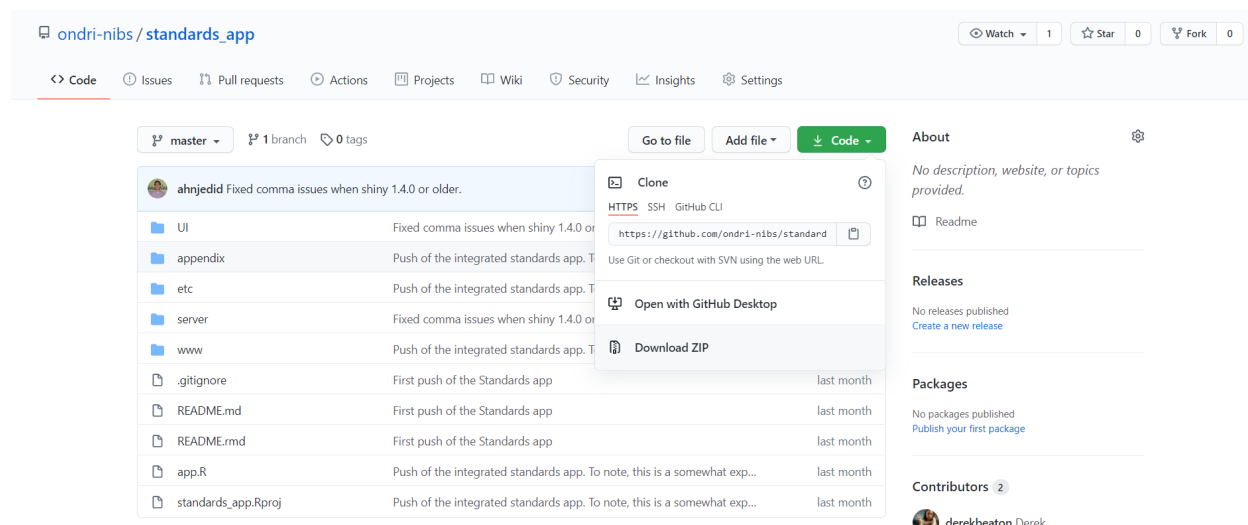 ondri-nibs / standards_app
Watch 1 Star 0 Fork 0
Code Issues Pull requests Actions Projects Wiki Security Insights Settings
master 1 branch 0 tags Go to file Add file Code
ahnjedid Fixed comma issues when shiny 1.4.0 or older.
UI Fixed comma issues when shiny 1.4.0 or
appendix Push of the integrated standards app. T
etc Push of the integrated standards app. T
server Fixed comma issues when shiny 1.4.0 or
www Push of the integrated standards app. T
.gitignore First push of the Standards app last month
README.md First push of the Standards app last month
README.rmd First push of the Standards app last month
app.R Push of the integrated standards app. To note, this is a somewhat exp... last month
standards_app.Rproj Push of the integrated standards app. To note, this is a somewhat exp... last month
Clone
HTTPS SSH GitHub CLI
https://github.com/ondri-nibs/standard
Use Git or checkout with SVN using the web URL.
Open with GitHub Desktop
Download ZIP
About
No description, website, or topics
provided.
Readme
Releases
No releases published
Create a new release
Packages
No packages published
Publish your first package
Contributors 2
derekbeaton Derek